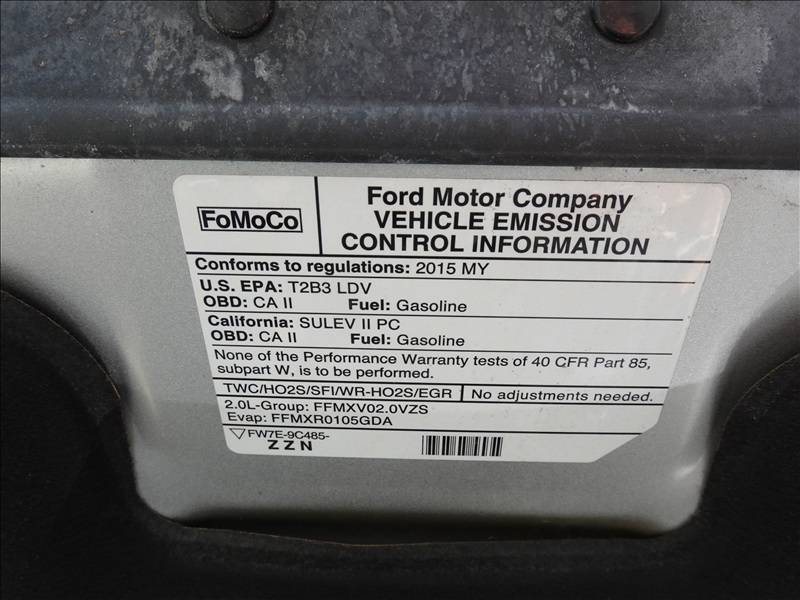 FoMoCo
Ford Motor Company
VEHICLE EMISSION
CONTROL INFORMATION
Conforms to regulations: 2015 MY
U.S. EPA: T2B3 LDV
OBD: CA II Fuel: Gasoline
California: SULEV II PC
OBD: CA II Fuel: Gasoline
None of the Performance Warranty tests of 40 CFR Part 85,
subpart W, is to be performed.
TWC/HO2S/SFI/WR-HO2S/EGR No adjustments needed.
2.0L-Group: FFMXV02.0VZS
Evap: FFMXR0105GDA
FW7E-9C485-
ZZN